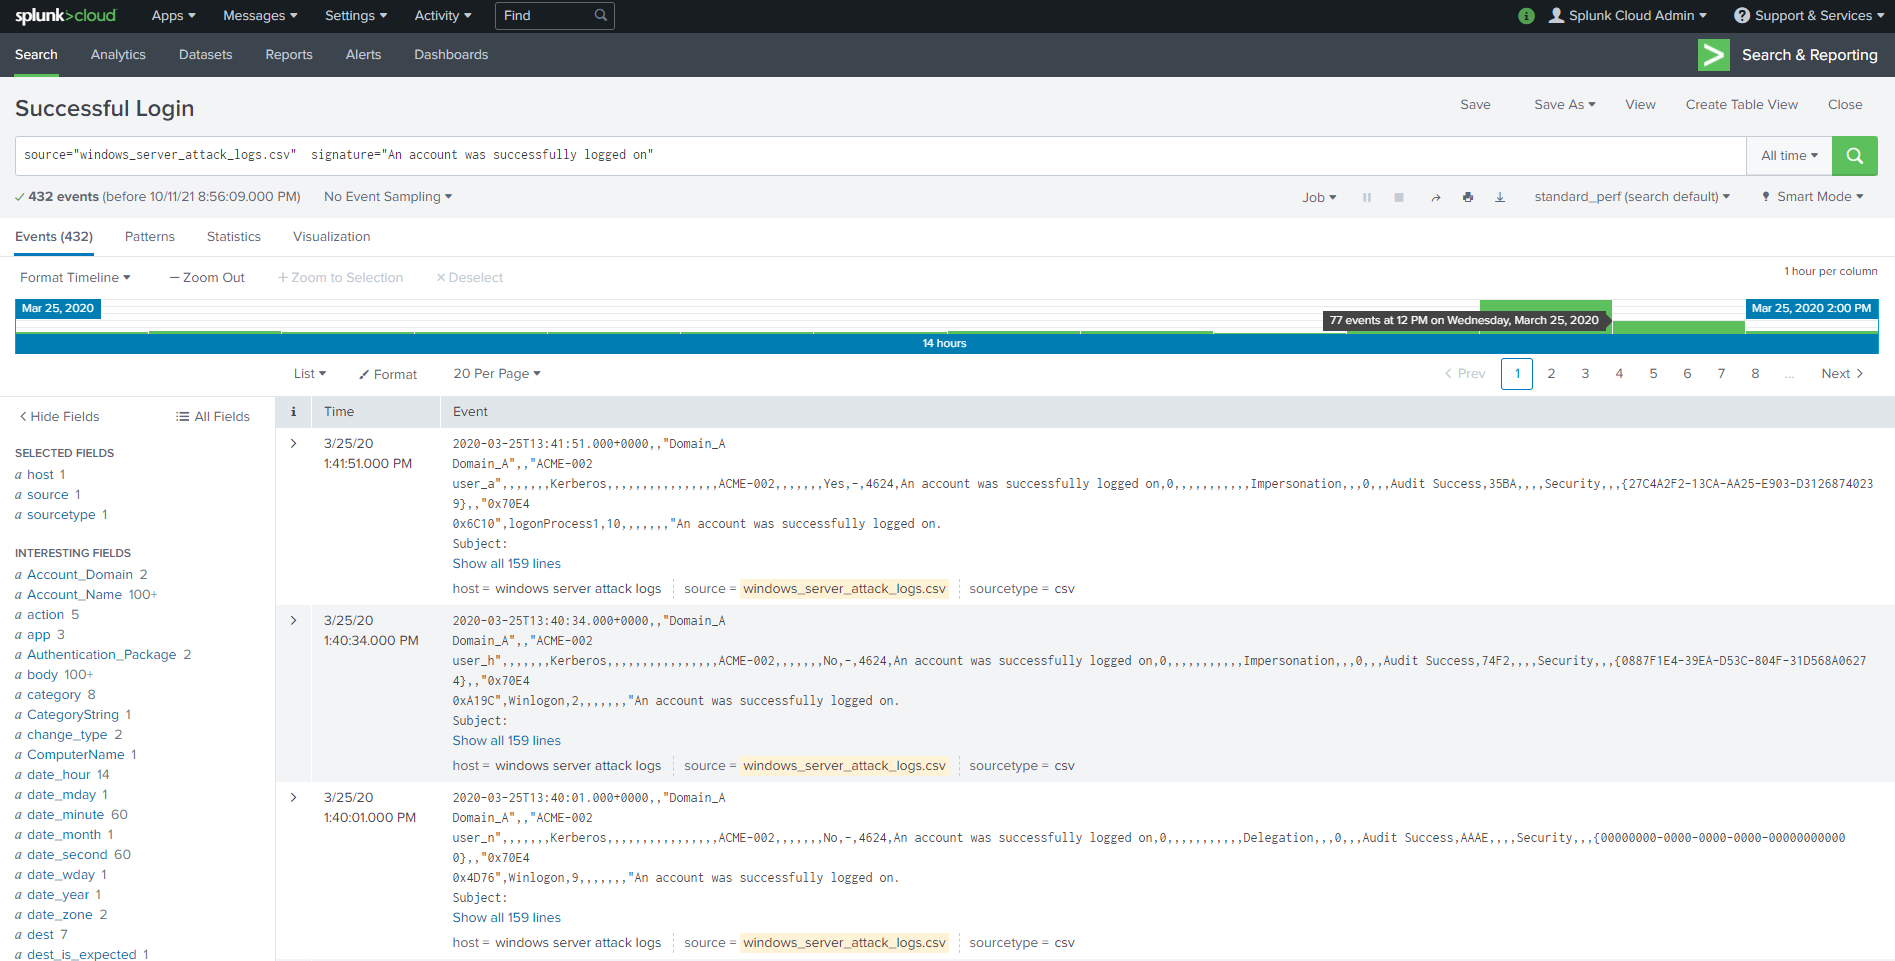 splunk>cloud Apps Messages Settings Activity Find i Splunk Cloud Admin ? Support & Services
Search Analytics Datasets Reports Alerts Dashboards > Search & Reporting
Successful Login Save Save As View Create Table View Close
source="windows_server_attack_logs.csv"  signature="An account was successfully logged on" All time
✓ 432 events (before 10/11/21 8:56:09.000 PM) No Event Sampling Job standard_perf (search default) Smart Mode
Events (432) Patterns Statistics Visualization
Format Timeline — Zoom Out + Zoom to Selection × Deselect 1 hour per column
Mar 25, 2020 Mar 25, 2020 2:00 PM
77 events at 12 PM on Wednesday, March 25, 2020
14 hours
List Format 20 Per Page < Prev 1 2 3 4 5 6 7 8 ... Next >
< Hide Fields All Fields
SELECTED FIELDS
a host 1
a source 1
a sourcetype 1
INTERESTING FIELDS
a Account_Domain 2
a Account_Name 100+
a action 5
a app 3
a Authentication_Package 2
a body 100+
a category 8
a CategoryString 1
a change_type 2
a ComputerName 1
a date_hour 14
a date_mday 1
a date_minute 60
a date_month 1
a date_second 60
a date_wday 1
a date_year 1
a date_zone 2
a dest 7
a dest_is_expected 1
i Time Event
> 3/25/20
1:41:51.000 PM
2020-03-25T13:41:51.000+0000,,"Domain_A
Domain_A",,"ACME-002
user_a",,,,,,,Kerberos,,,,,,,,,,,,,,,,ACME-002,,,,,,,Yes,-,4624,An account was successfully logged on,0,,,,,,,,,,,Impersonation,,,0,,,Audit Success,35BA,,,,Security,,,{27C4A2F2-13CA-AA25-E903-D3126874023
9},,"0x70E4
0x6C10",logonProcess1,10,,,,,,,"An account was successfully logged on.
Subject:
Show all 159 lines
host = windows server attack logs source = windows_server_attack_logs.csv sourcetype = csv
> 3/25/20
1:40:34.000 PM
2020-03-25T13:40:34.000+0000,,"Domain_A
Domain_A",,"ACME-002
user_h",,,,,,,Kerberos,,,,,,,,,,,,,,,,ACME-002,,,,,,,No,-,4624,An account was successfully logged on,0,,,,,,,,,,,Impersonation,,,0,,,Audit Success,74F2,,,,Security,,,{0887F1E4-39EA-D53C-804F-31D568A0627
4},,"0x70E4
0xA19C",Winlogon,2,,,,,,,"An account was successfully logged on.
Subject:
Show all 159 lines
host = windows server attack logs source = windows_server_attack_logs.csv sourcetype = csv
> 3/25/20
1:40:01.000 PM
2020-03-25T13:40:01.000+0000,,"Domain_A
Domain_A",,"ACME-002
user_n",,,,,,,Kerberos,,,,,,,,,,,,,,,,ACME-002,,,,,,,No,-,4624,An account was successfully logged on,0,,,,,,,,,,,Delegation,,,0,,,Audit Success,AAAE,,,,Security,,,{00000000-0000-0000-0000-00000000000
0},,"0x70E4
0x4D76",Winlogon,9,,,,,,,"An account was successfully logged on.
Subject:
Show all 159 lines
host = windows server attack logs source = windows_server_attack_logs.csv sourcetype = csv